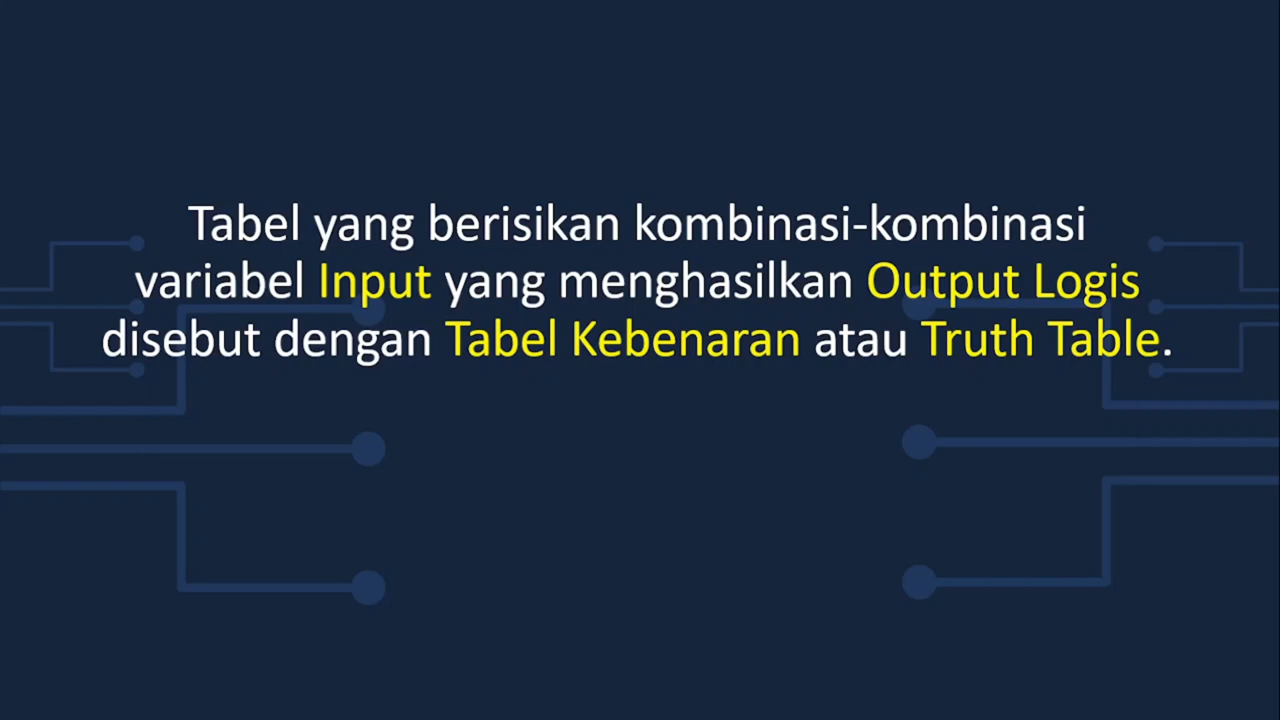 Tabel yang berisikan kombinasi-kombinasi
variabel Input yang menghasilkan Output Logis
disebut dengan Tabel Kebenaran atau Truth Table.